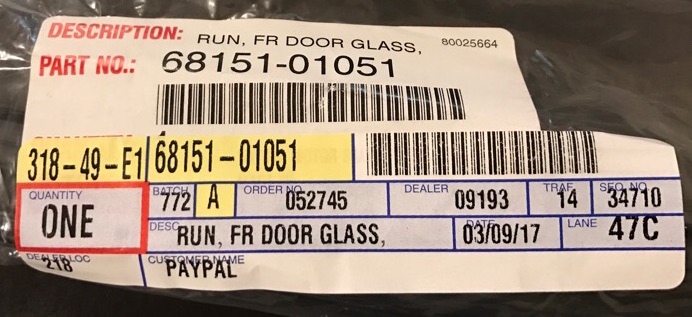 DESCRIPTION: RUN, FR DOOR GLASS, 80025664
PART NO.: 68151-01051
318-49-E1 68151-01051
QUANTITY BATCH ORDER NO. DEALER TRAF SEQ. NO.
ONE 772 A 052745 09193 14 34710
DESC RUN, FR DOOR GLASS, DATE 03/09/17 LANE 47C
DEALER LOC CUSTOMER NAME
218 PAYPAL